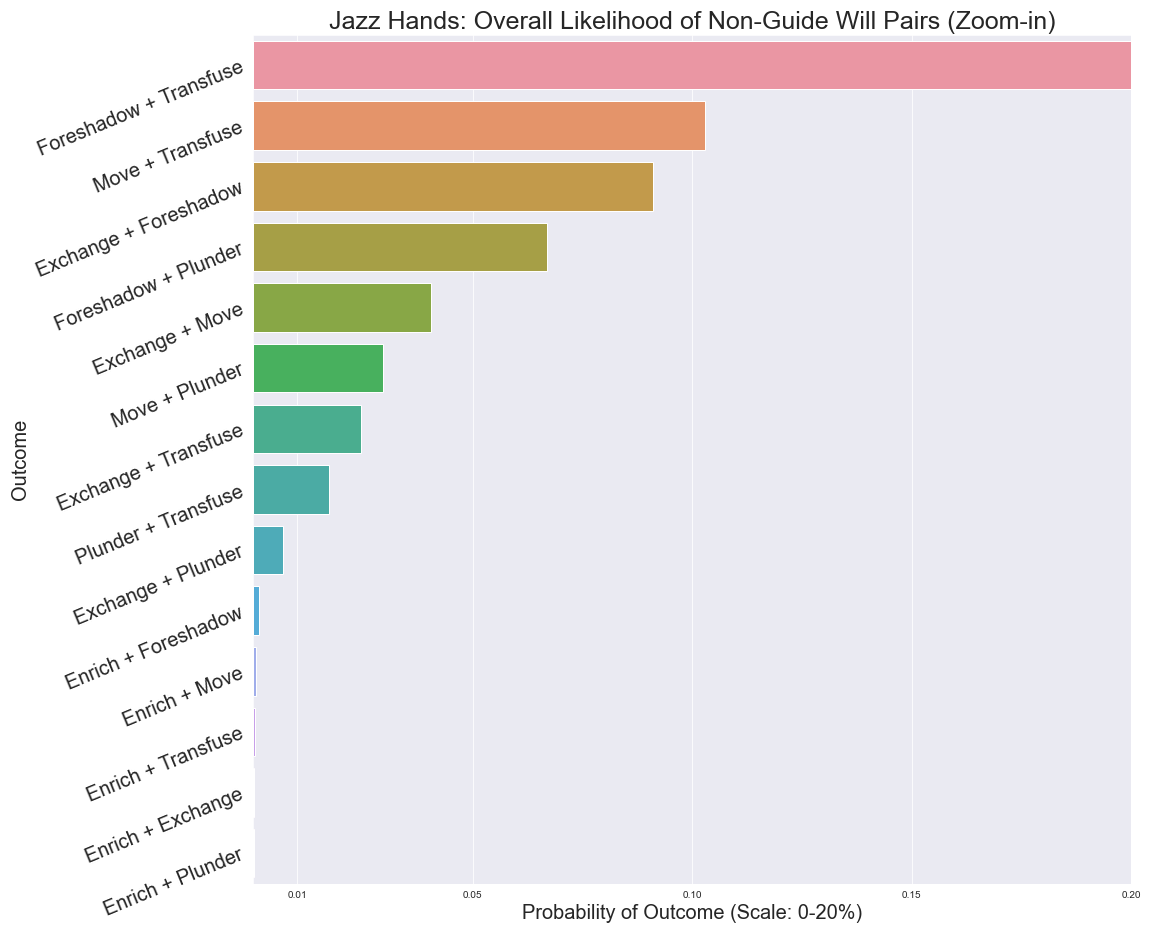 Jazz Hands: Overall Likelihood of Non-Guide Will Pairs (Zoom-in)
Foreshadow + Transfuse
Move + Transfuse
Exchange + Foreshadow
Foreshadow + Plunder
Exchange + Move
Move + Plunder
Exchange + Transfuse
Plunder + Transfuse
Exchange + Plunder
Enrich + Foreshadow
Enrich + Move
Enrich + Transfuse
Enrich + Exchange
Enrich + Plunder
Outcome
0.01 0.05 0.10 0.15 0.20
Probability of Outcome (Scale: 0-20%)